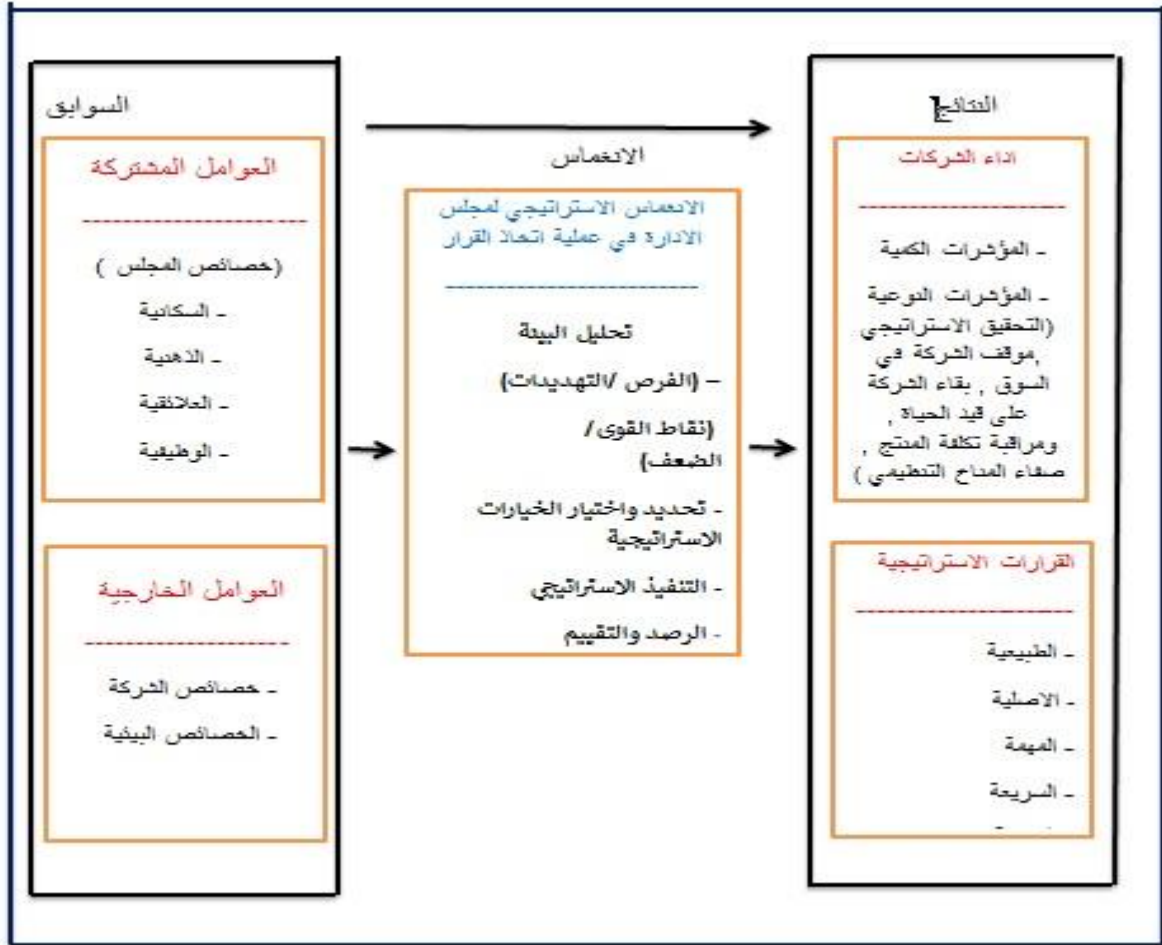 السوابق
العوامل المشتركة
(خصائص المجلس )
ـ السكانية
ـ الذهنية
ـ العلائقية
ـ الوظيفية
العوامل الخارجية
ـ خصائص الشركة
ـ الخصائص البيئية
الانغماس
الانغماس الاستراتيجي لمجلس
الادارة في عملية اتخاذ القرار
تحليل البيئة
– (الفرص /التهديدات)
(نقاط القوى/
الضعف)
- تحديد واختيار الخيارات
الاستراتيجية
- التنفيذ الاستراتيجي
- الرصد والتقييم
النتائج
اداء الشركات
ـ المؤشرات الكمية
ـ المؤشرات النوعية
(التحقيق الاستراتيجي
,موقف الشركة في
السوق , بقاء الشركة
على قيد الحياة ,
ومراقبة تكلفة المنتج ,
صفاء المناخ التنظيمي )
القرارات الاستراتيجية
ـ الطبيعية
ـ الاصلية
ـ المهمة
ـ السريعة